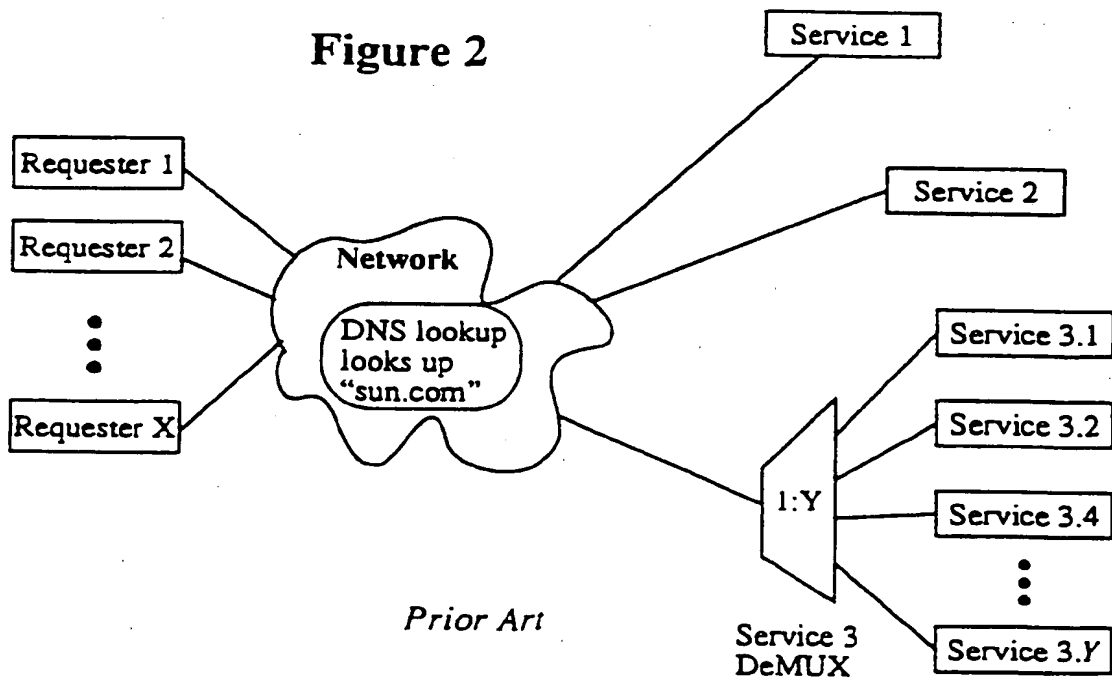 Figure 2
Service 1
Requester 1
Service 2
Requester 2
Network
DNS lookup
looks up
“sun.com”
Requester X
Service 3.1
Service 3.2
1:Y
Service 3.4
Service 3.Y
Service 3
DeMUX
Prior Art